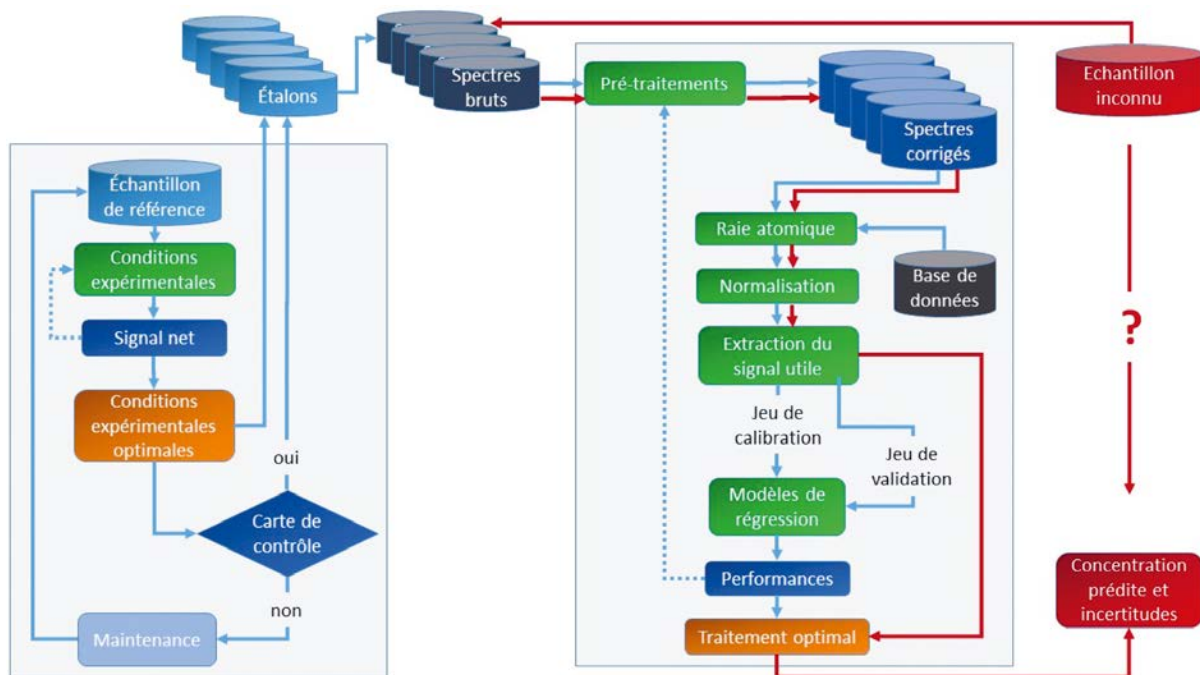 Étalons
Spectres
bruts
Pré-traitements
Spectres
corrigés
Echantillon
inconnu
Échantillon
de référence
Conditions
expérimentales
Signal net
Conditions
expérimentales
optimales
oui
Carte de
contrôle
non
Maintenance
Raie atomique
Base de
données
Normalisation
Extraction du
signal utile
Jeu de
calibration
Jeu de
validation
Modèles de
régression
Performances
Traitement optimal
?
Concentration
prédite et
incertitudes